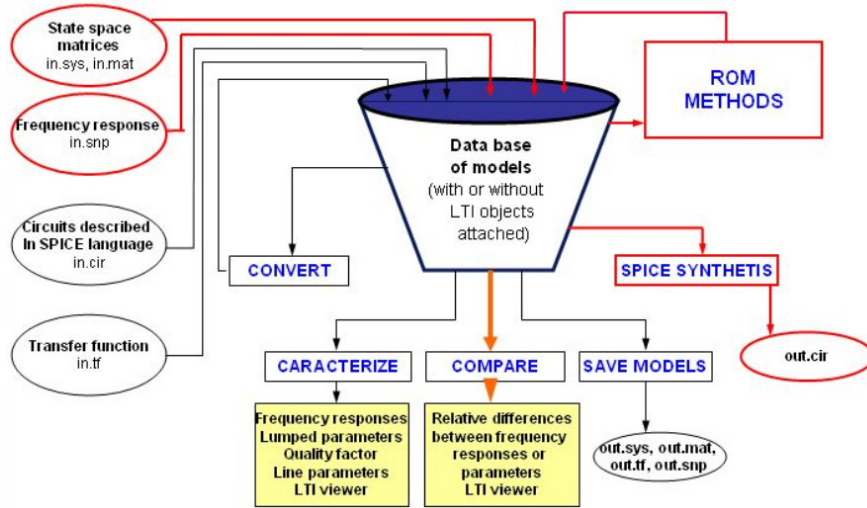 State space
matrices
in.sys, in.mat
Frequency response
in.snp
Circuits described
In SPICE language
in.cir
Transfer function
in.tf
ROM
METHODS
Data base
of models
(with or without
LTI objects
attached)
CONVERT
SPICE SYNTHETIS
out.cir
CARACTERIZE
COMPARE
SAVE MODELS
Frequency responses
Lumped parameters
Quality factor
Line parameters
LTI viewer
Relative differences
between frequency
responses or
parameters
LTI viewer
out.sys, out.mat,
out.tf, out.snp